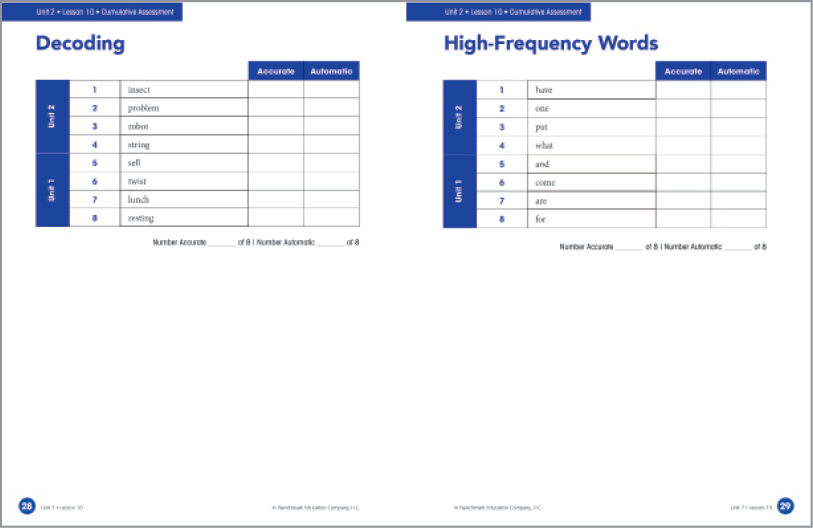 Unit 2 • Lesson 10 • Cumulative Assessment
Decoding
Accurate Automatic
Unit 2
1 insect
2 problem
3 robot
4 string
Unit 1
5 sell
6 twist
7 lunch
8 resting
Number Accurate ______ of 8 | Number Automatic ______ of 8
28 Unit 2 • Lesson 10
© Benchmark Education Company, LLC
Unit 2 • Lesson 10 • Cumulative Assessment
High-Frequency Words
Accurate Automatic
Unit 2
1 have
2 one
3 put
4 what
Unit 1
5 and
6 come
7 are
8 for
Number Accurate ______ of 8 | Number Automatic ______ of 8
© Benchmark Education Company, LLC
Unit 2 • Lesson 10 29